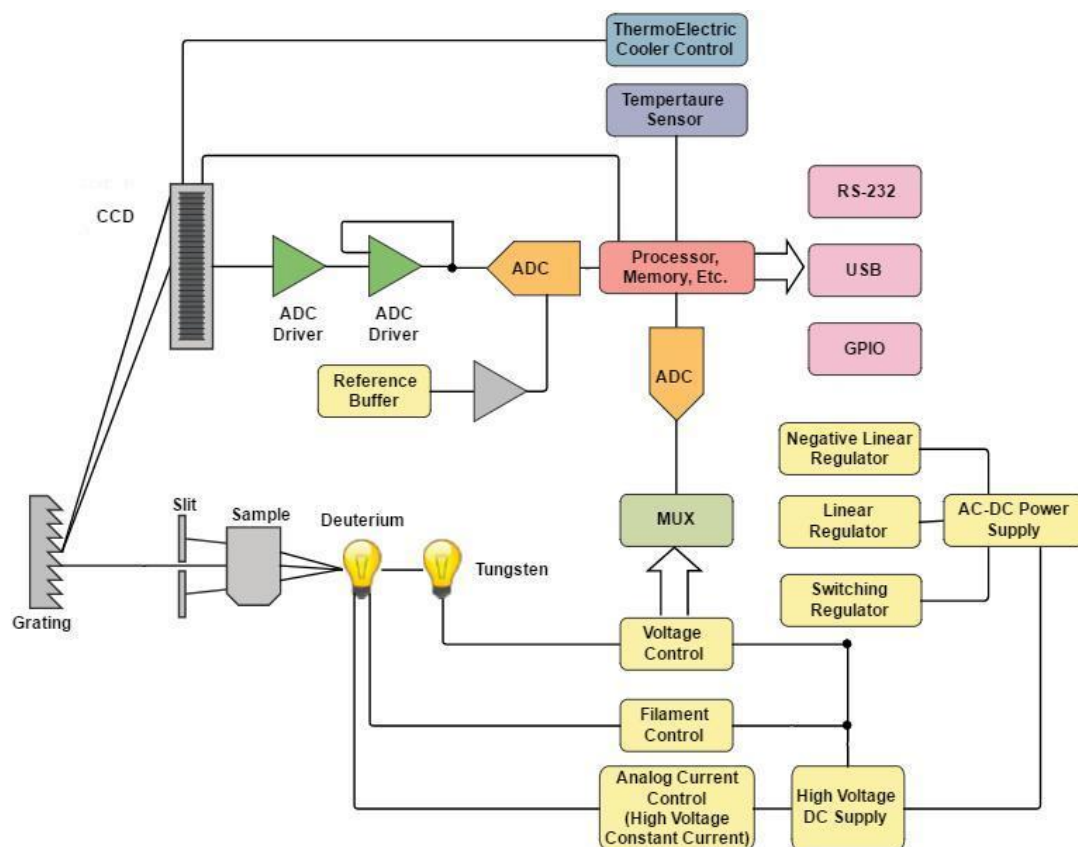 ThermoElectric
Cooler Control
Tempertaure
Sensor
CCD
RS-232
ADC
Processor,
Memory, Etc.
USB
ADC
Driver
ADC
Driver
GPIO
Reference
Buffer
ADC
Negative Linear
Regulator
Slit
Sample
Deuterium
MUX
Linear
Regulator
AC-DC Power
Supply
Tungsten
Switching
Regulator
Grating
Voltage
Control
Filament
Control
Analog Current
Control
(High Voltage
Constant Current)
High Voltage
DC Supply